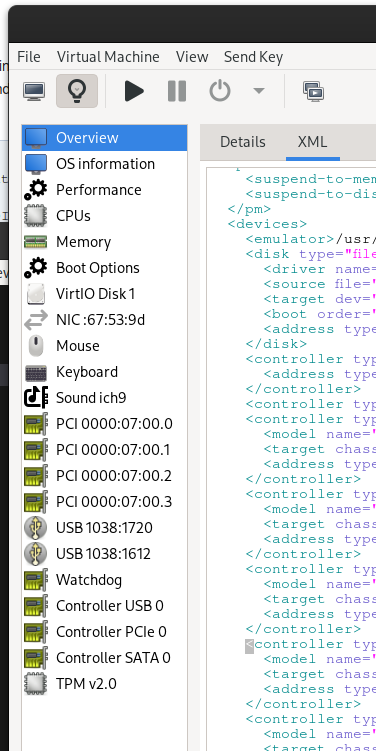 File Virtual Machine View Send Key
Overview
OS information
Performance
CPUs
Memory
Boot Options
VirtIO Disk 1
NIC :67:53:9d
Mouse
Keyboard
Sound ich9
PCI 0000:07:00.0
PCI 0000:07:00.1
PCI 0000:07:00.2
PCI 0000:07:00.3
USB 1038:1720
USB 1038:1612
Watchdog
Controller USB 0
Controller PCIe 0
Controller SATA 0
TPM v2.0
Details XML
<suspend-to-mem
<suspend-to-dis
</pm>
<devices>
<emulator>/usr/
<disk type="file
<driver name=
<source file="
<target dev="
<boot order="
<address type
</disk>
<controller typ
<address type
</controller>
<controller typ
<controller typ
<model name="
<target chass
<address type
</controller>
<controller typ
<model name="
<target chass
<address type
</controller>
<controller typ
<model name="
<target chass
<address type
</controller>
<controller typ
<model name="
<target chass
<address type
</controller>
<controller typ
<model name="
<target chass